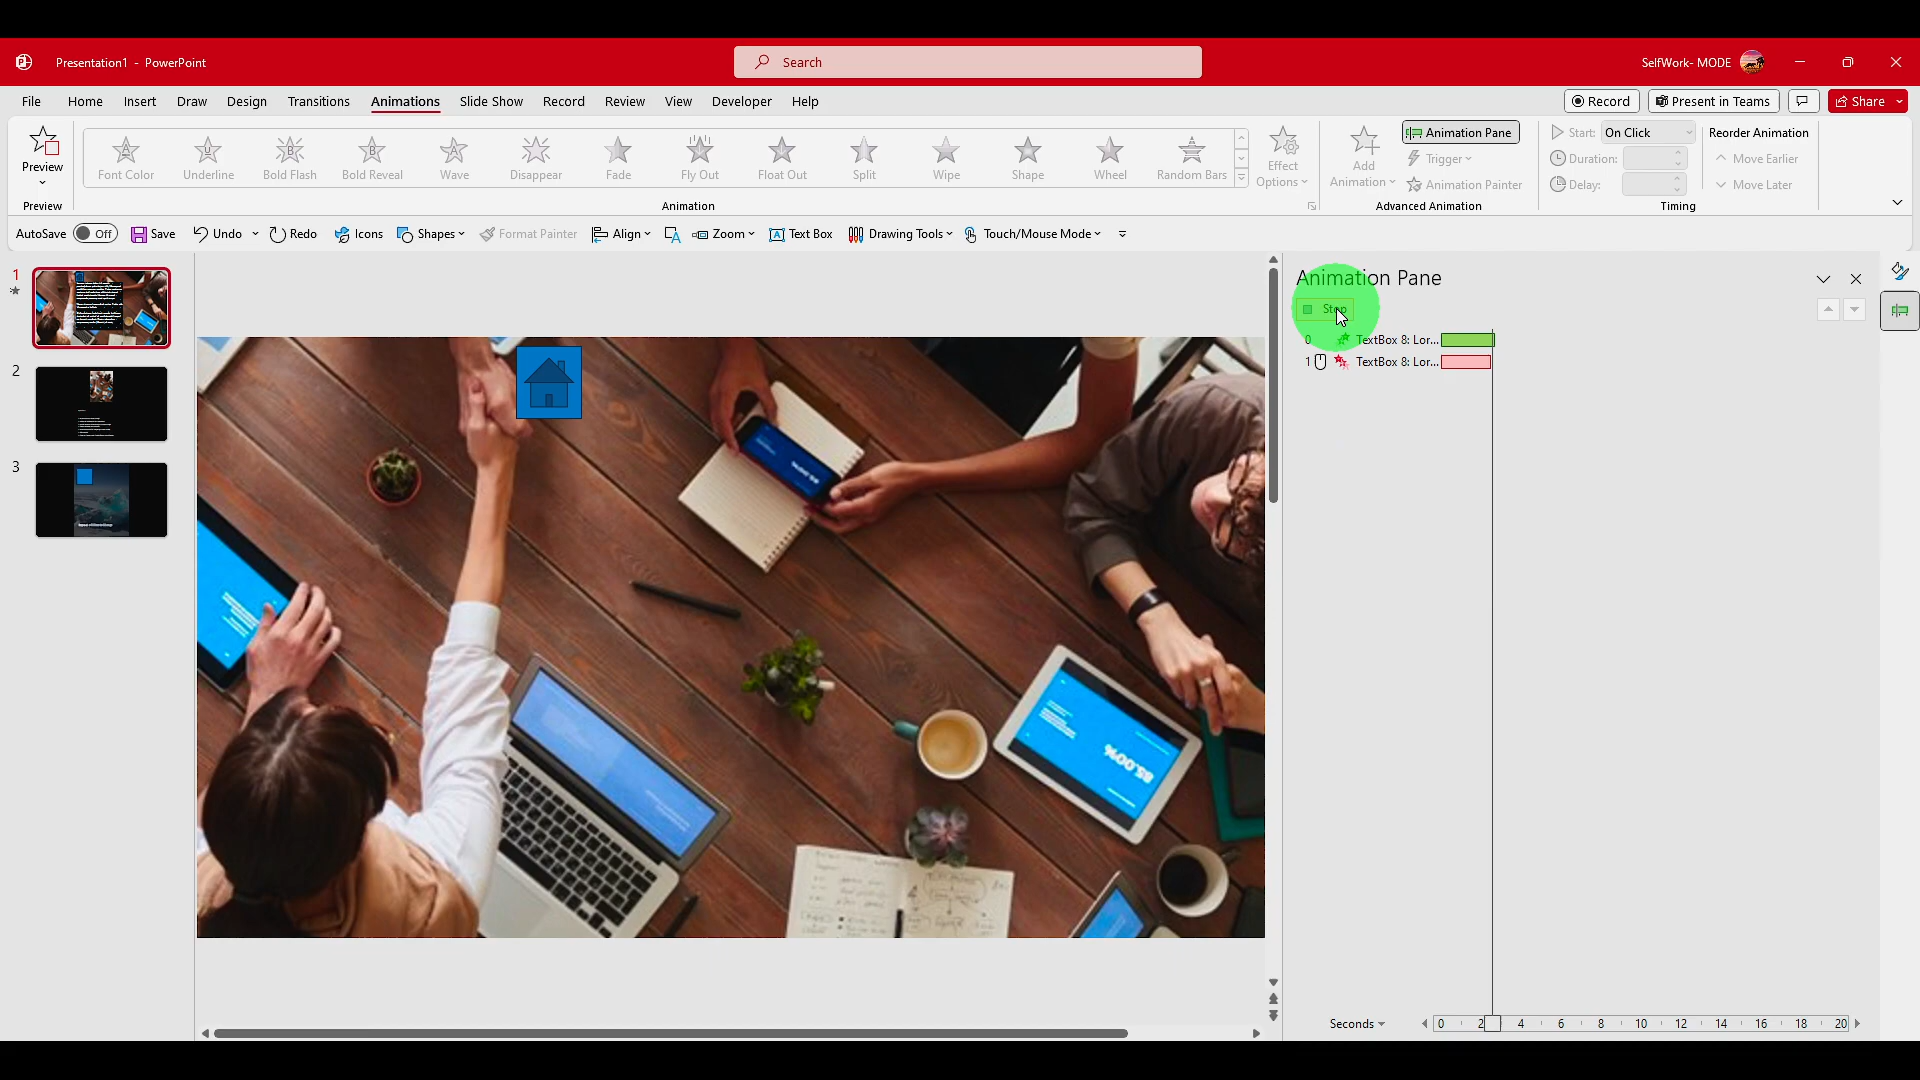 Presentation1 - PowerPoint
Search
SelfWork- MODE
File Home Insert Draw Design Transitions Animations Slide Show Record Review View Developer Help
Record Present in Teams Share
Preview
Font Color Underline Bold Flash Bold Reveal Wave Disappear Fade Fly Out Float Out Split Wipe Shape Wheel Random Bars
Effect Options
Add Animation
Animation Pane
Trigger
Animation Painter
Start: On Click
Duration:
Delay:
Reorder Animation
Move Earlier
Move Later
Preview Animation Advanced Animation Timing
AutoSave Off Save Undo Redo Icons Shapes Format Painter Align Zoom Text Box Drawing Tools Touch/Mouse Mode
1
2
3
85.00%
Animation Pane
Stop
0 TextBox 8: Lor...
1 TextBox 8: Lor...
Seconds 0 2 4 6 8 10 12 14 16 18 20